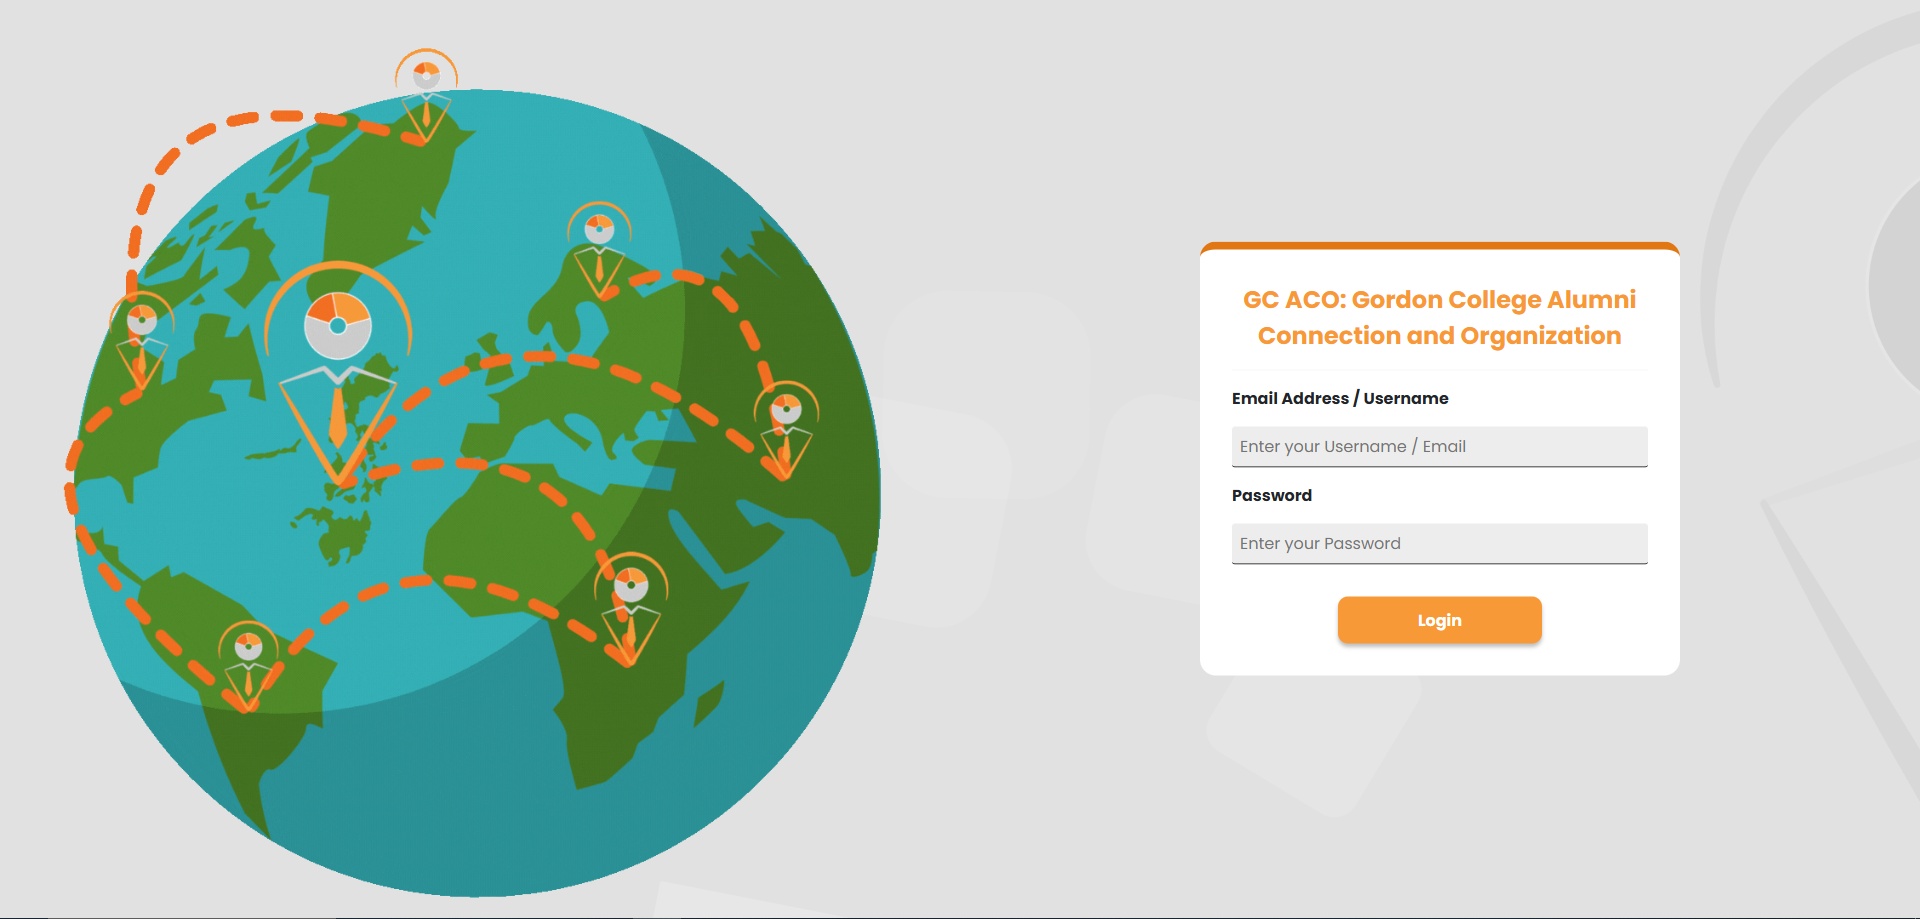 GC ACO: Gordon College Alumni
Connection and Organization
Email Address / Username
Enter your Username / Email
Password
Enter your Password
Login